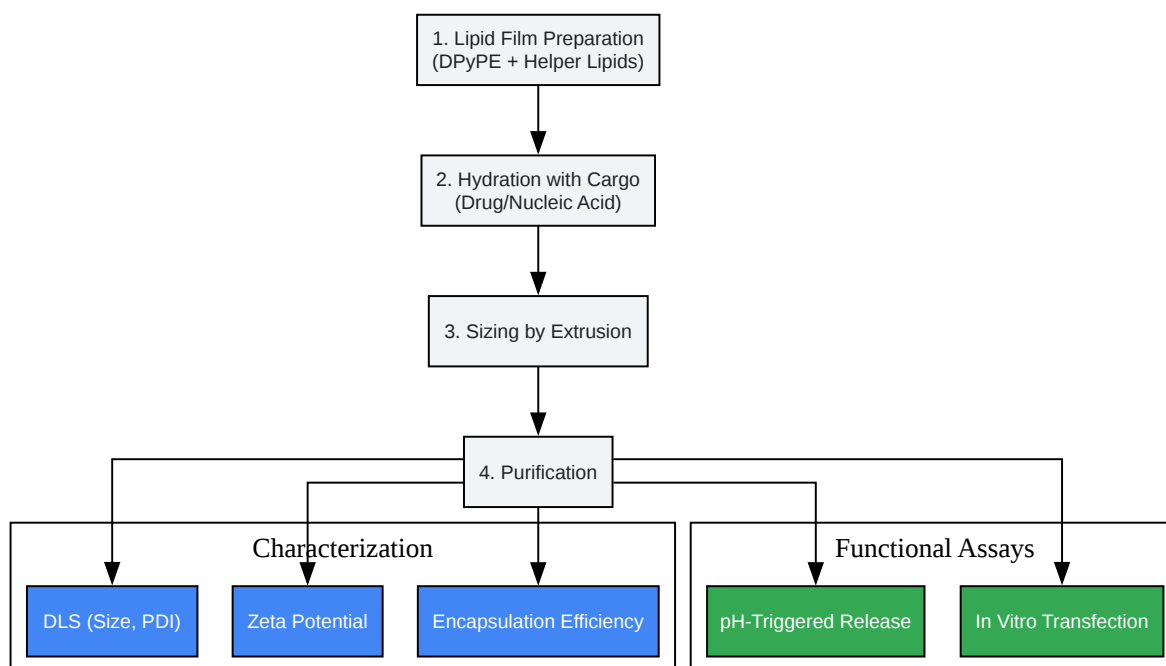 1. Lipid Film Preparation
(DPyPE + Helper Lipids)
2. Hydration with Cargo
(Drug/Nucleic Acid)
3. Sizing by Extrusion
4. Purification
Characterization
Functional Assays
DLS (Size, PDI)
Zeta Potential
Encapsulation Efficiency
pH-Triggered Release
In Vitro Transfection